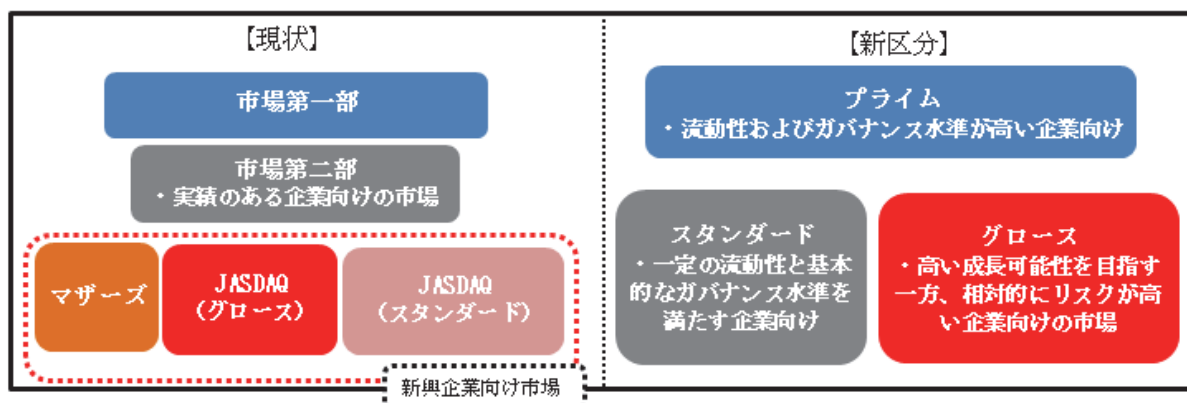 【現状】
市場第一部
市場第二部
・実績のある企業向けの市場
マザーズ
JASDAQ
(グロース)
JASDAQ
(スタンダード)
新興企業向け市場
【新区分】
プライム
・流動性およびガバナンス水準が高い企業向け
スタンダード
・一定の流動性と基本
的なガバナンス水準を
満たす企業向け
グロース
・高い成長可能性を目指す
一方、相対的にリスクが高
い企業向けの市場